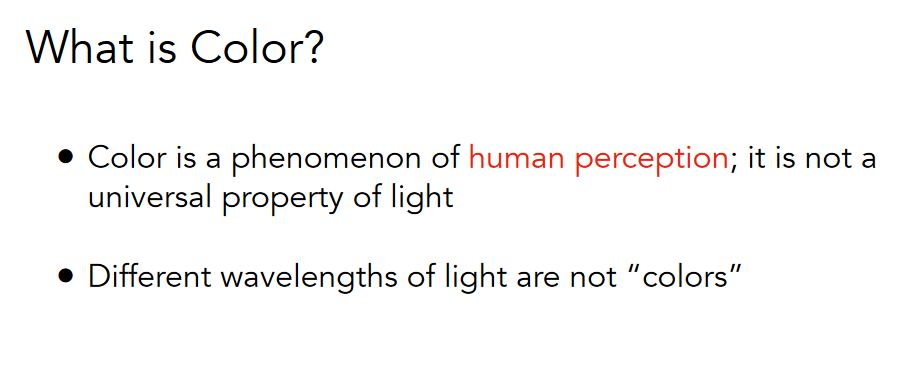 What is Color?
• Color is a phenomenon of human perception; it is not a
universal property of light
• Different wavelengths of light are not “colors”